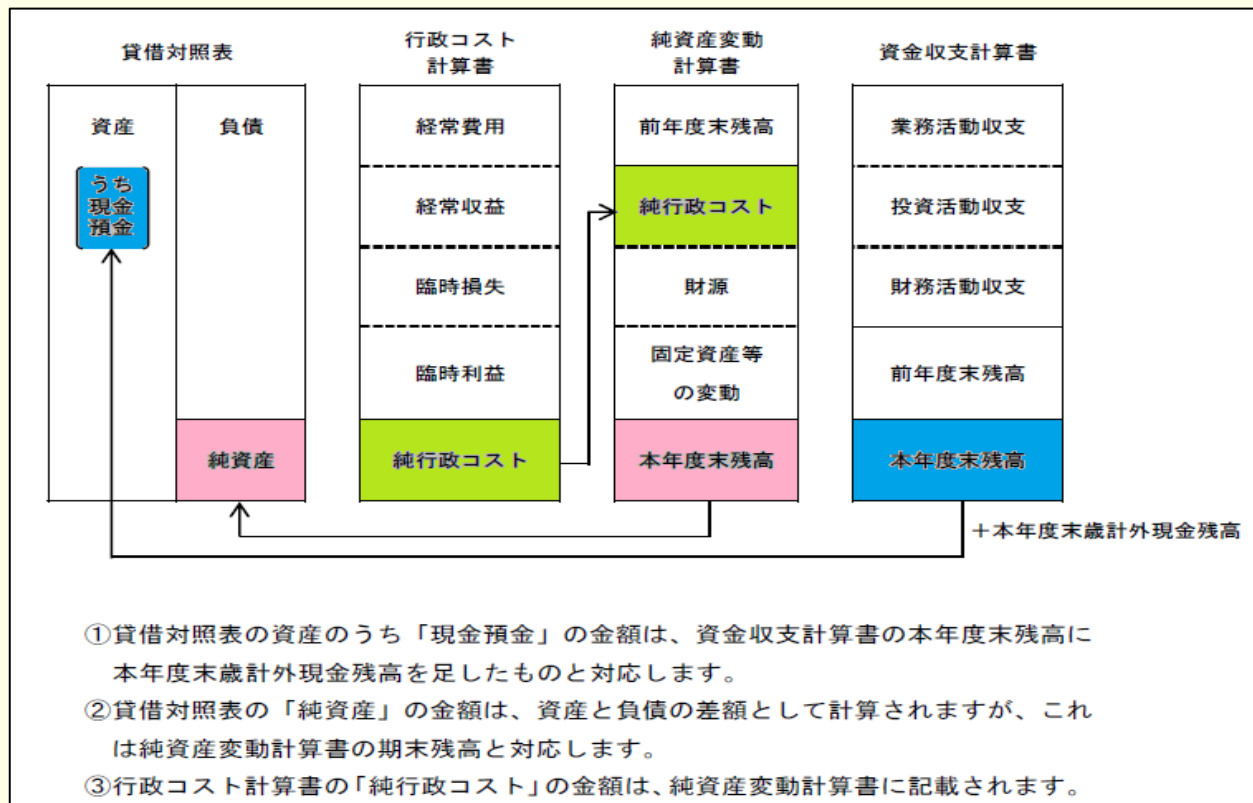 貸借対照表
行政コスト
計算書
純資産変動
計算書
資金収支計算書
資産
負債
うち
現金
預金
純資産
経常費用
経常収益
臨時損失
臨時利益
純行政コスト
前年度末残高
純行政コスト
財源
固定資産等
の変動
本年度末残高
業務活動収支
投資活動収支
財務活動収支
前年度末残高
本年度末残高
＋本年度末歳計外現金残高
①貸借対照表の資産のうち「現金預金」の金額は、資金収支計算書の本年度末残高に
本年度末歳計外現金残高を足したものと対応します。
②貸借対照表の「純資産」の金額は、資産と負債の差額として計算されますが、これ
は純資産変動計算書の期末残高と対応します。
③行政コスト計算書の「純行政コスト」の金額は、純資産変動計算書に記載されます。